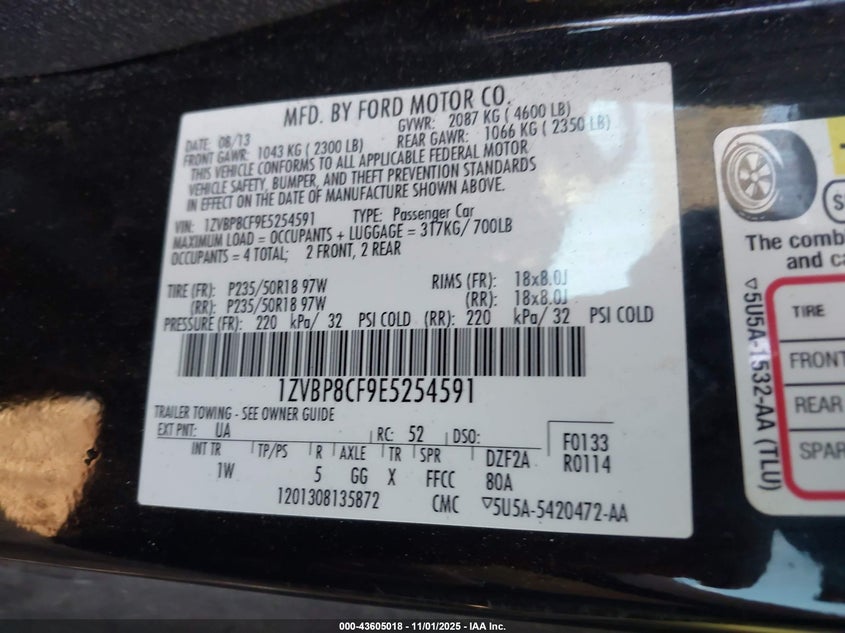 MFD. BY FORD MOTOR CO.
DATE: 08/13 GVWR: 2087 KG ( 4600 LB)
FRONT GAWR: 1043 KG ( 2300 LB) REAR GAWR: 1066 KG ( 2350 LB)
THIS VEHICLE CONFORMS TO ALL APPLICABLE FEDERAL MOTOR
VEHICLE SAFETY, BUMPER, AND THEFT PREVENTION STANDARDS
IN EFFECT ON THE DATE OF MANUFACTURE SHOWN ABOVE.
VIN: 1ZVBP8CF9E5254591 TYPE: Passenger Car
MAXIMUM LOAD = OCCUPANTS + LUGGAGE = 317KG/ 700LB
OCCUPANTS = 4 TOTAL; 2 FRONT, 2 REAR
TIRE (FR): P235/50R18 97W RIMS (FR): 18x8.0J
(RR): P235/50R18 97W (RR): 18x8.0J
PRESSURE (FR): 220 kPa/ 32 PSI COLD (RR): 220 kPa/ 32 PSI COLD
1ZVBP8CF9E5254591
TRAILER TOWING - SEE OWNER GUIDE
EXT PNT: UA RC: 52 DSO: F0133
R0114
INT TR TP/PS R AXLE TR SPR DZF2A
1W 5 GG X FFCC 80A
1201308135872 CMC ▽5U5A-5420472-AA
The comb
and ca
TIRE
FRONT
REAR
SPAR
▽5U5A-1532-AA (TLU)
000-43605018 - 11/01/2025 - IAA Inc.